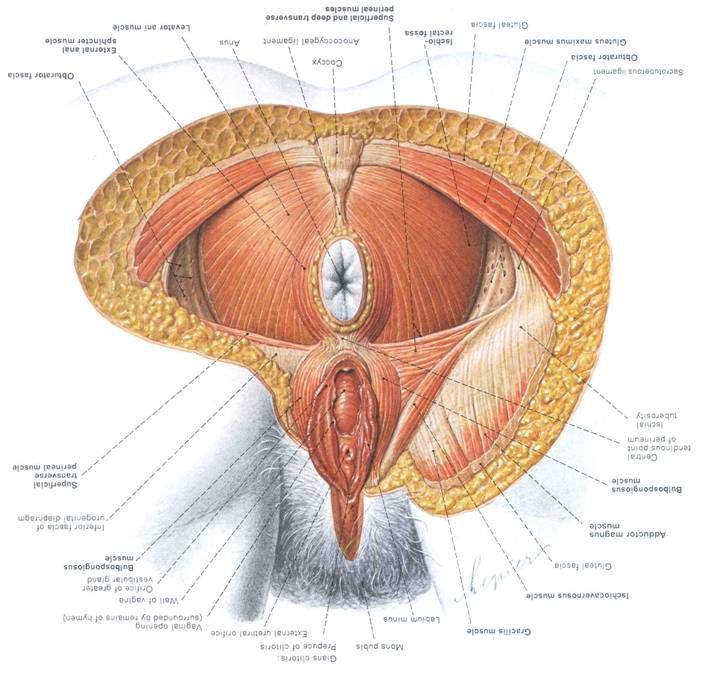 Mons pubis
Glans clitoris:
Prepuce of clitoris
External urethral orifice
Vaginal opening
(surrounded by remains of hymen)
Wall of vagina
Orifice of greater
vestibular gland
Bulbospongiosus
muscle
Inferior fascia of
urogenital diaphragm
Superficial
transverse
perineal muscle
Labium minus
Gracilis muscle
Ischiocavernosus muscle
Gluteal fascia
Adductor magnus
muscle
Bulbospongiosus
muscle
Central
tendinous point
of perineum
Ischial
tuberosity
Sacrotuberous ligament
Obturator fascia
Gluteus maximus muscle
Gluteal fascia
Ischio-
rectal fossa
Superficial and deep transverse
perineal muscles
Coccyx
Anococcygeal ligament
Anus
Levator ani muscle
External anal
sphincter muscle
Obturator fascia